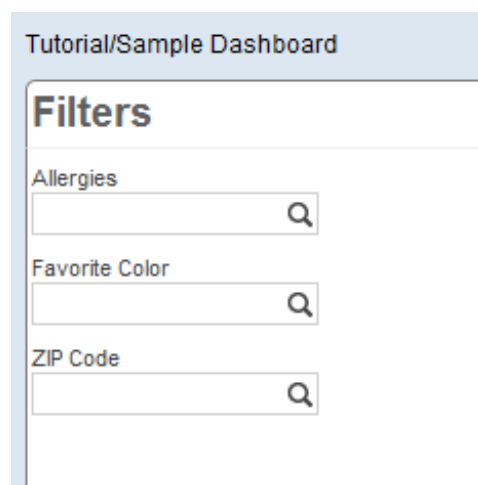 Tutorial/Sample Dashboard
Filters
Allergies
Favorite Color
ZIP Code